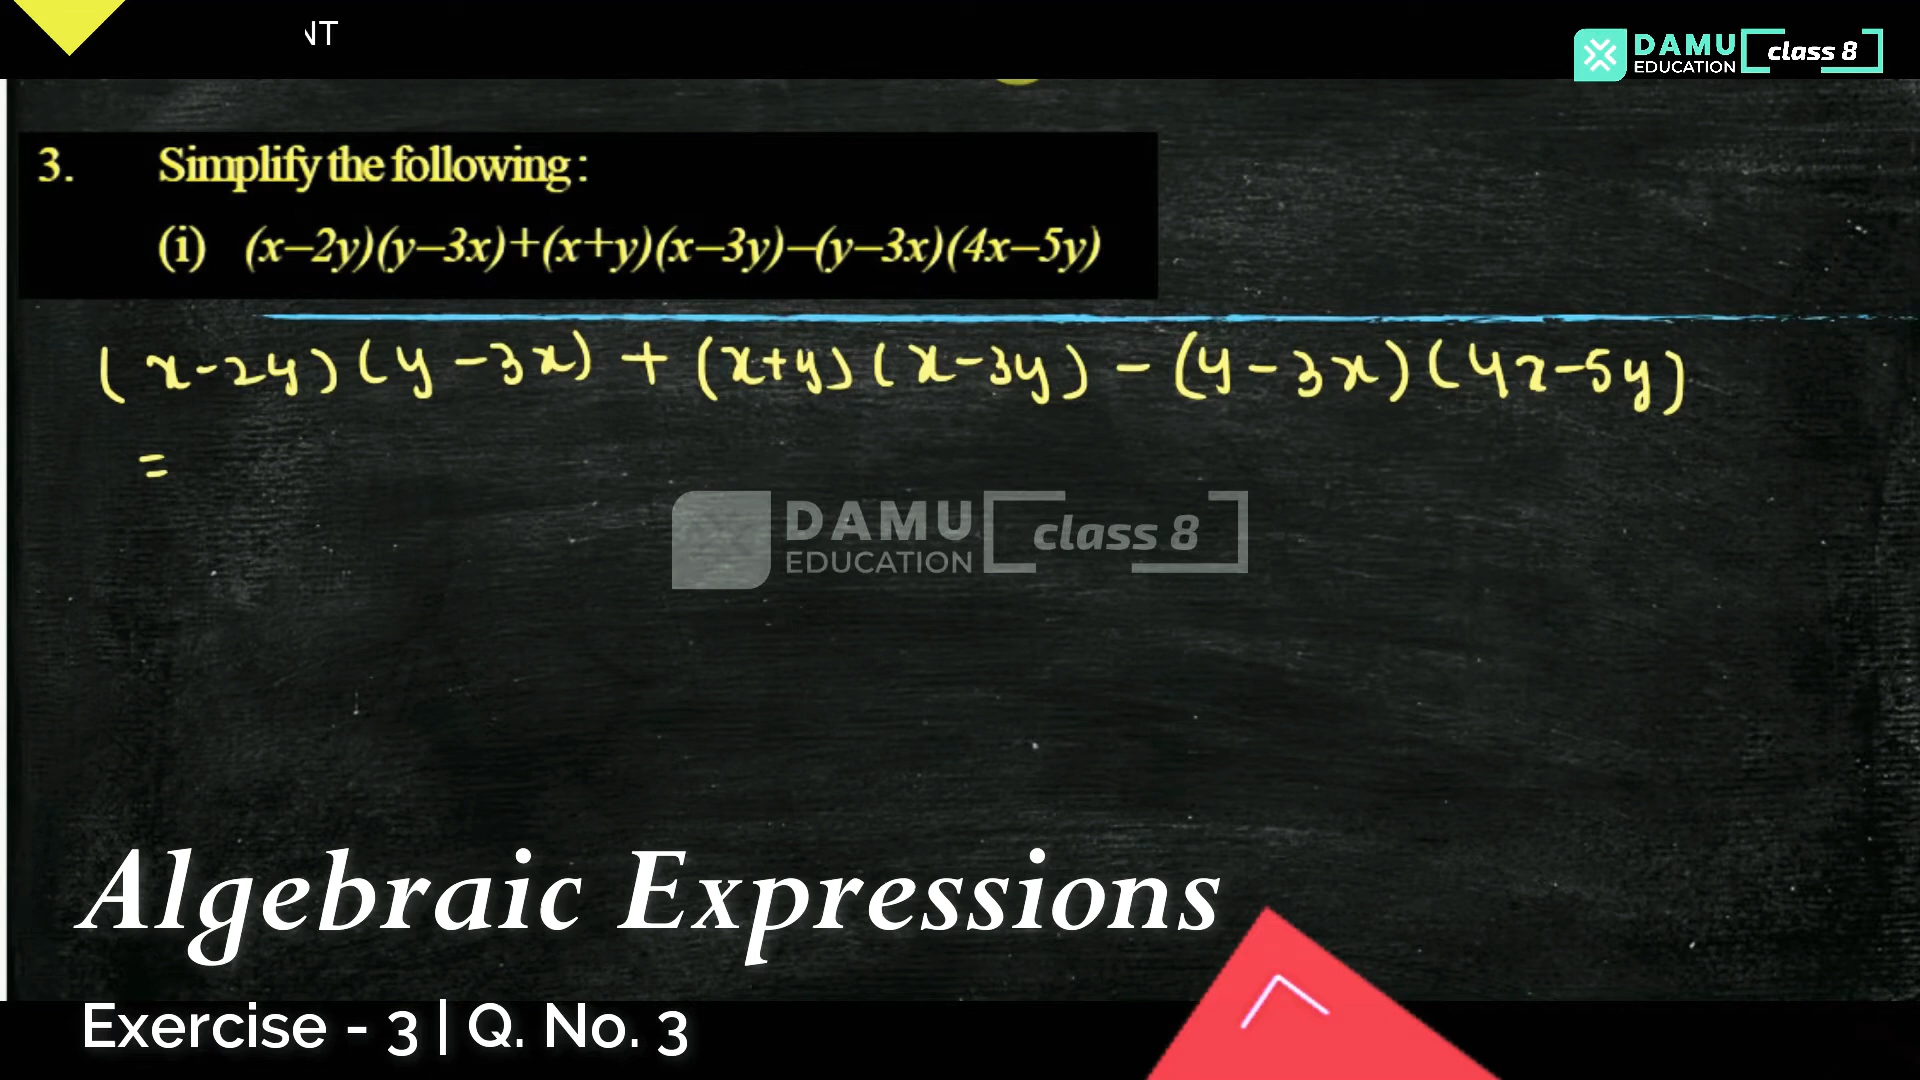 NT
DAMU
EDUCATION
class 8
3. Simplify the following :
(i) (x–2y)(y–3x)+(x+y)(x–3y)–(y–3x)(4x–5y)
(x-2y)(y-3x) + (x+y)(x-3y) - (y-3x)(4x-5y)
=
DAMU
EDUCATION
class 8
Algebraic Expressions
Exercise - 3 | Q. No. 3